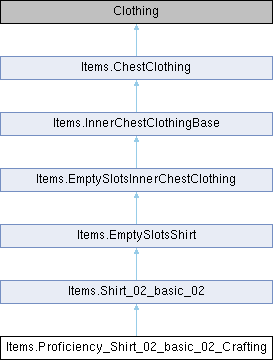 Clothing
Items.ChestClothing
Items.InnerChestClothingBase
Items.EmptySlotsInnerChestClothing
Items.EmptySlotsShirt
Items.Shirt_02_basic_02
Items.Proficiency_Shirt_02_basic_02_Crafting